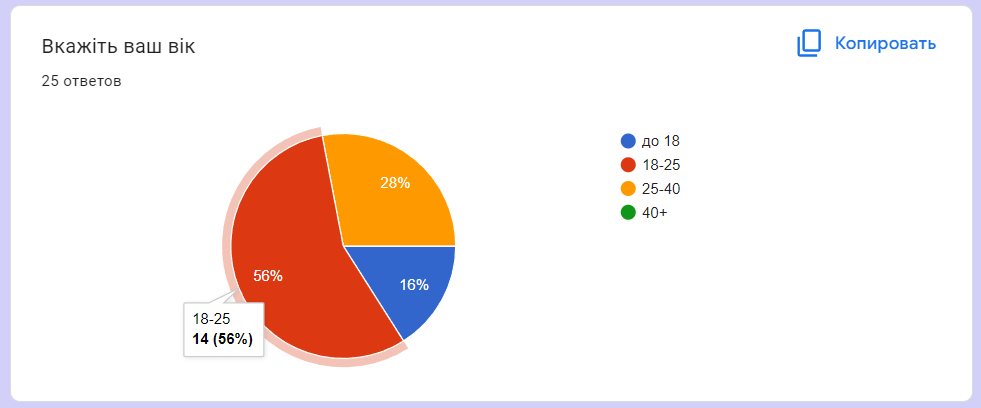 Вкажіть ваш вік
Копировать
25 ответов
до 18
18-25
25-40
40+
28%
56%
16%
18-25
14 (56%)